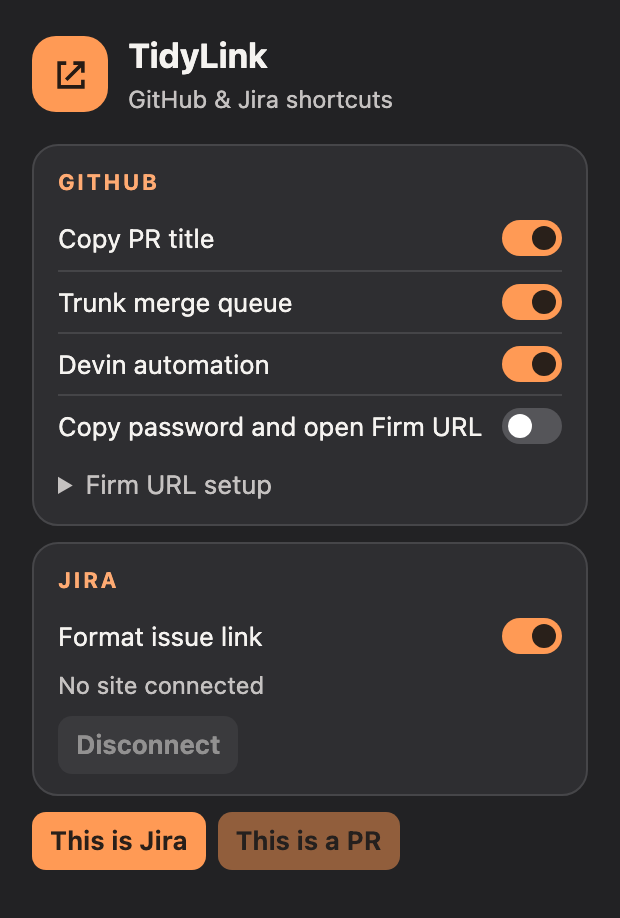 TidyLink
GitHub & Jira shortcuts
GITHUB
Copy PR title
Trunk merge queue
Devin automation
Copy password and open Firm URL
Firm URL setup
JIRA
Format issue link
No site connected
Disconnect
This is Jira
This is a PR